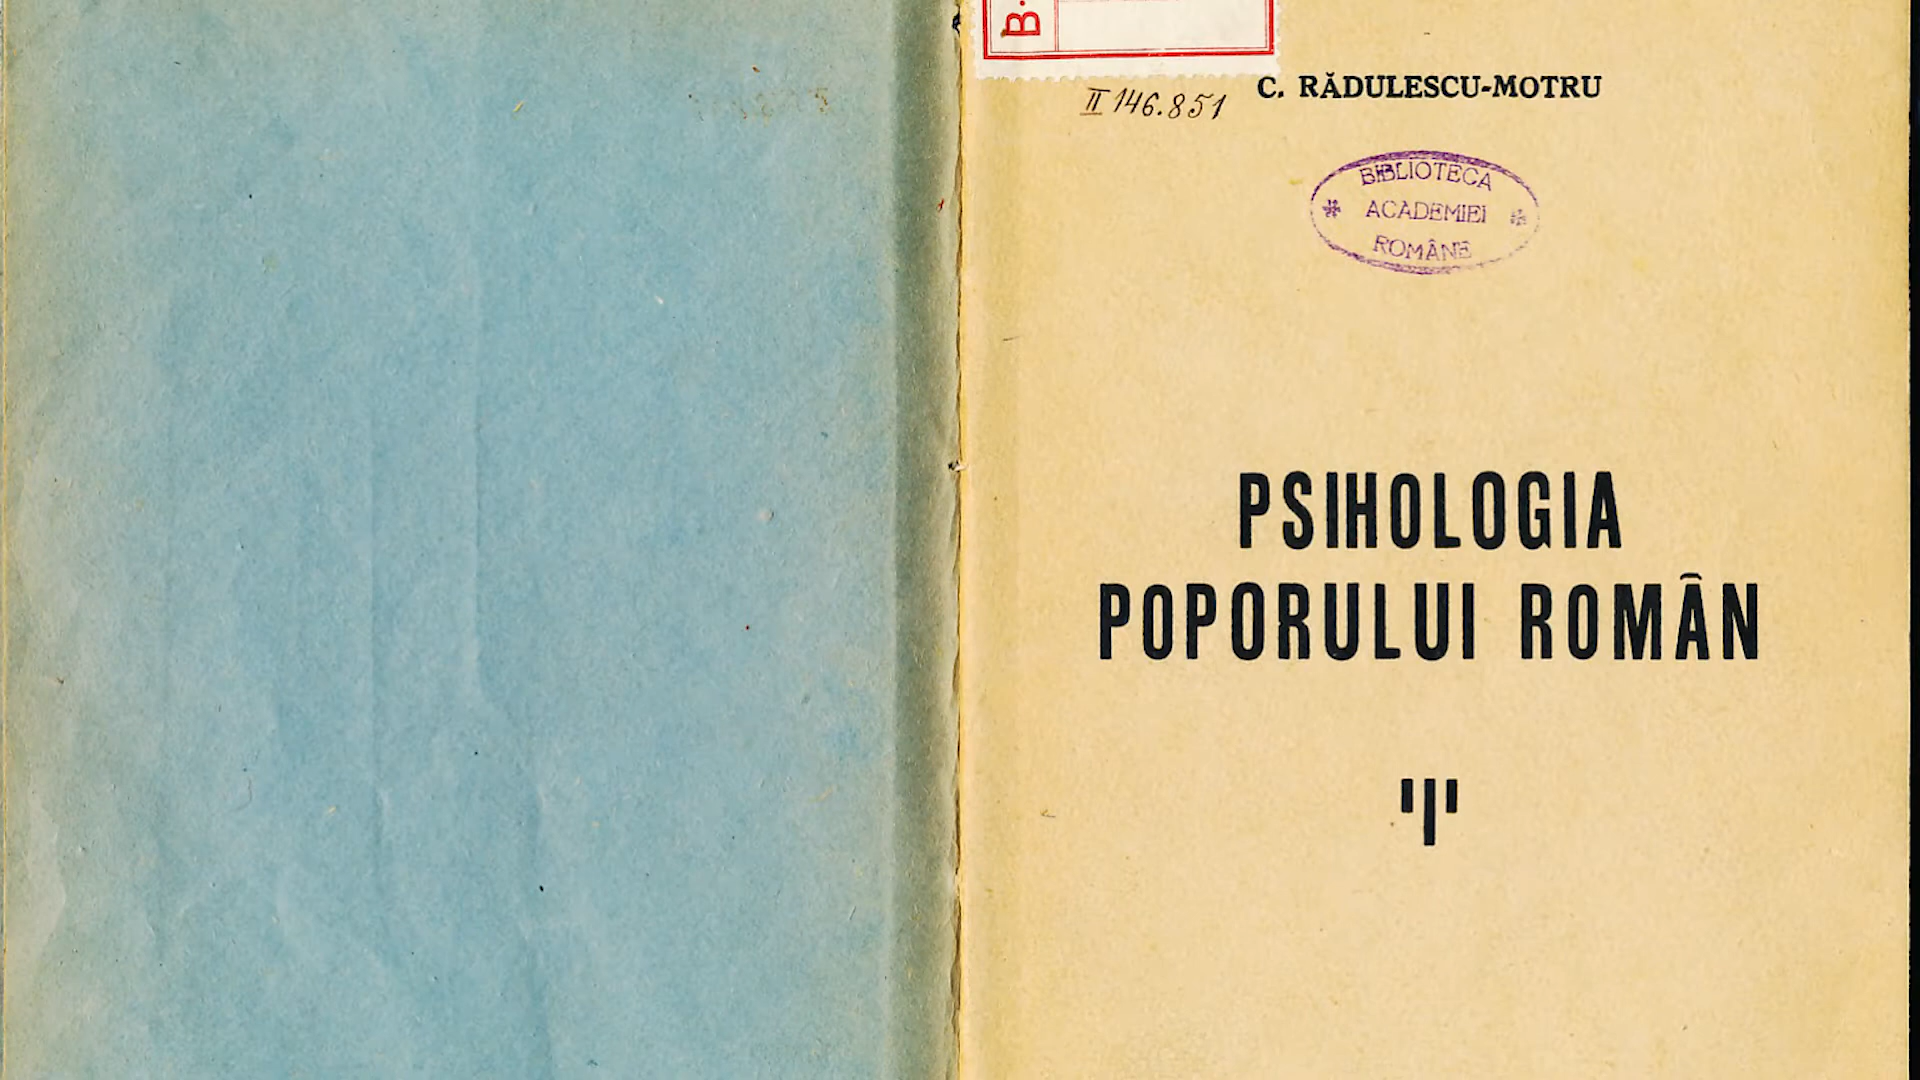 B.
C. RĂDULESCU-MOTRU
II 146.851
BIBLIOTECA
ACADEMIEI
ROMÂNE
PSIHOLOGIA
POPORULUI ROMÂN